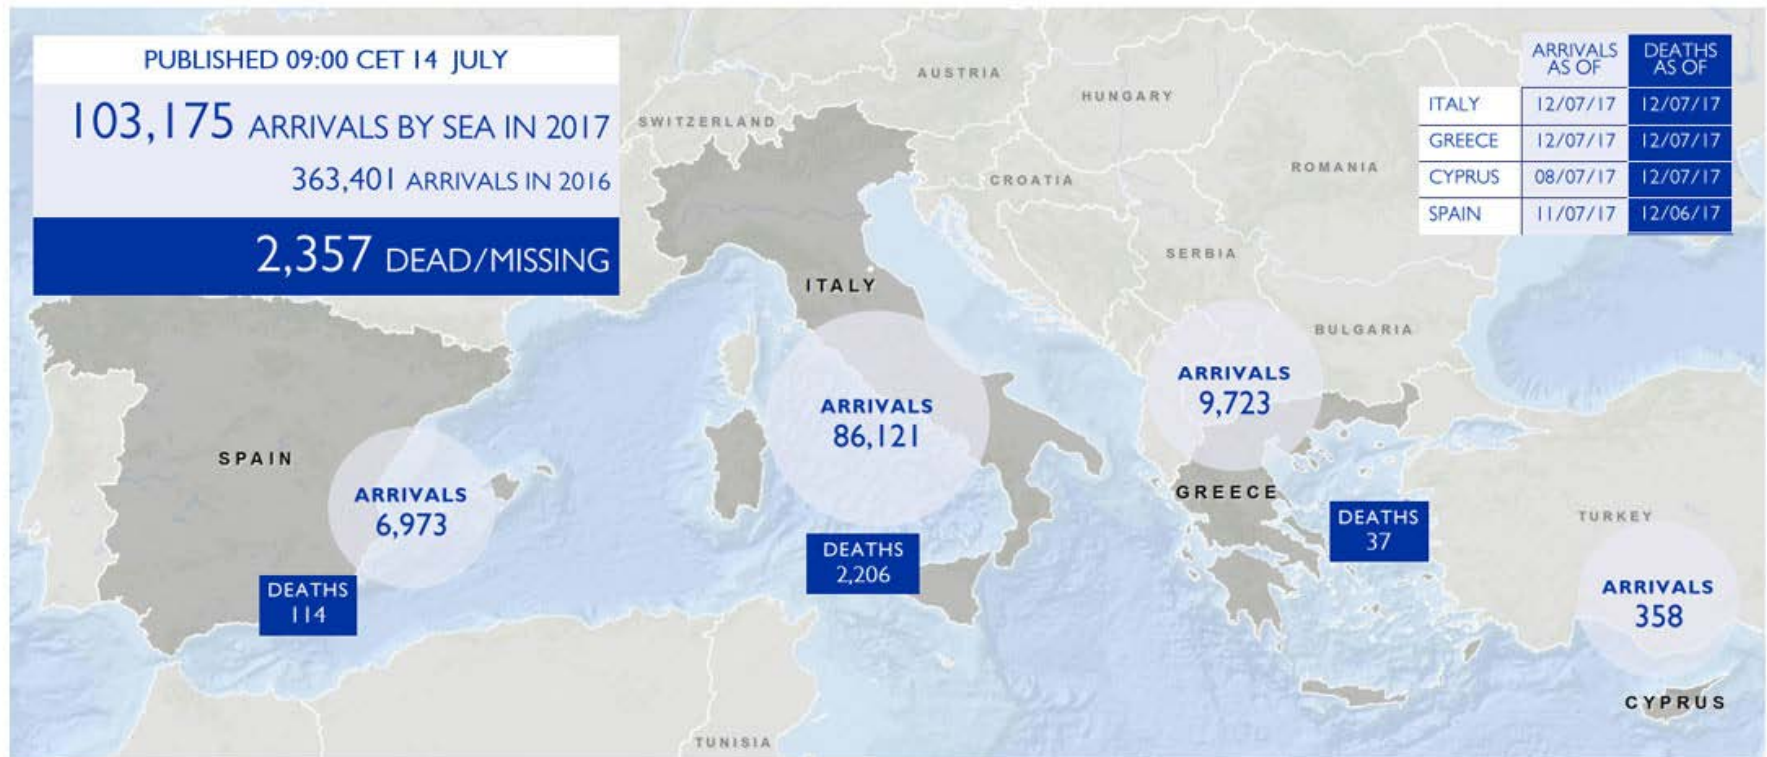 PUBLISHED 09:00 CET 14 JULY
103,175 ARRIVALS BY SEA IN 2017
363,401 ARRIVALS IN 2016
2,357 DEAD/MISSING
ARRIVALS AS OF
DEATHS AS OF
ITALY 12/07/17 12/07/17
GREECE 12/07/17 12/07/17
CYPRUS 08/07/17 12/07/17
SPAIN 11/07/17 12/06/17
AUSTRIA
HUNGARY
SWITZERLAND
ROMANIA
CROATIA
SERBIA
ITALY
BULGARIA
ARRIVALS
9,723
ARRIVALS
86,121
SPAIN
ARRIVALS
6,973
GREECE
DEATHS
37
TURKEY
DEATHS
2,206
DEATHS
114
ARRIVALS
358
CYPRUS
TUNISIA